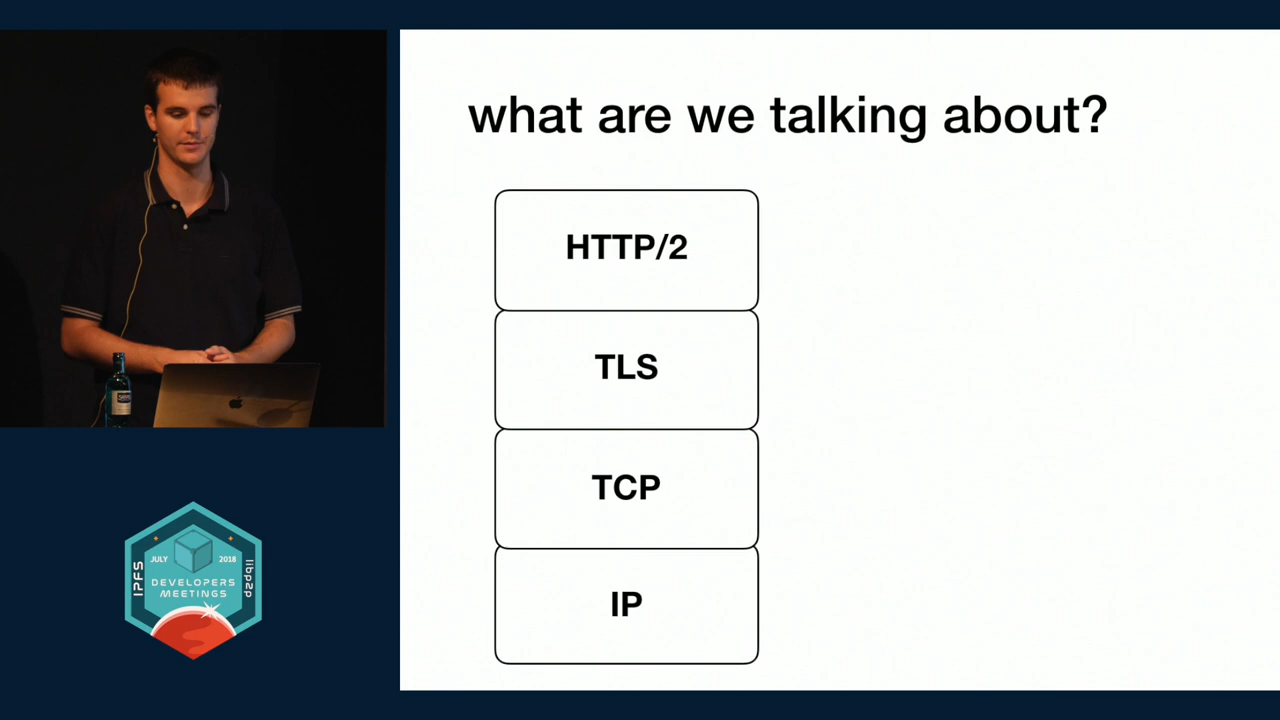 what are we talking about?
HTTP/2
TLS
TCP
IP
JULY 2018
IPFS
DEVELOPERS
MEETINGS
libp2p